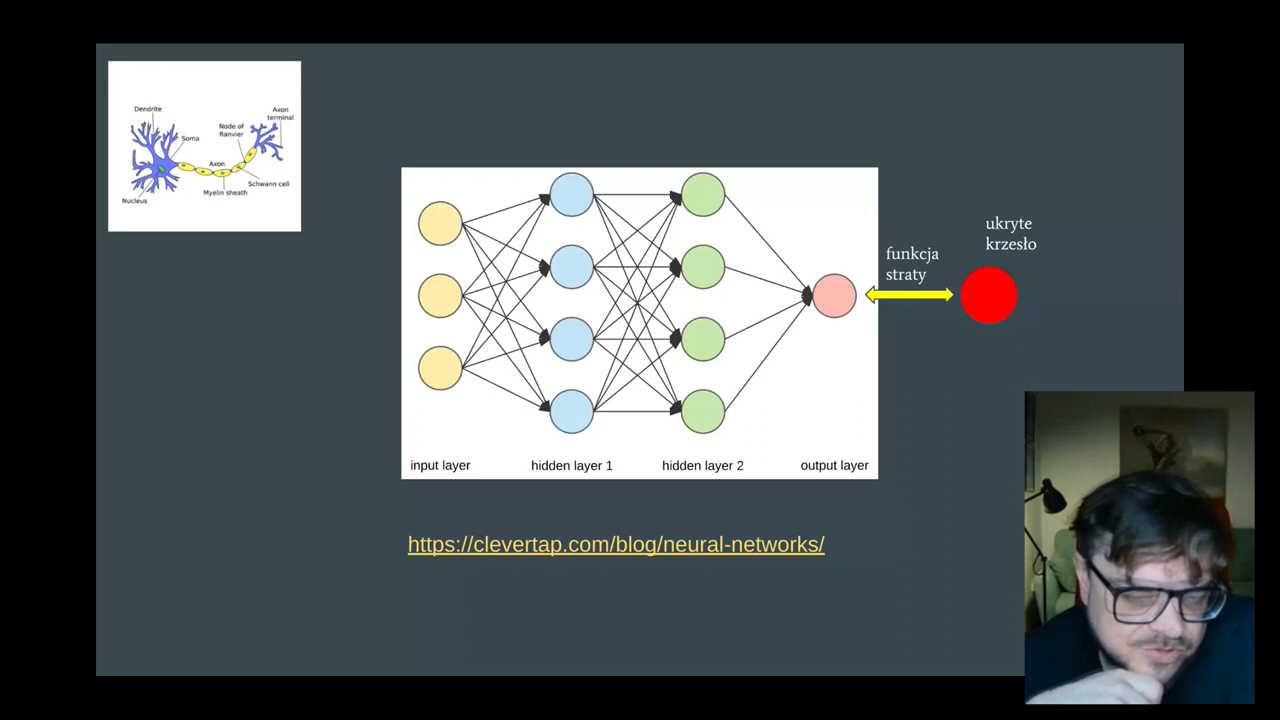 Dendrite
Axon
terminal
Node of
Ranvier
Soma
Axon
Schwann cell
Myelin sheath
Nucleus
ukryte
krzesło
funkcja
straty
input layer
hidden layer 1
hidden layer 2
output layer
https://clevertap.com/blog/neural-networks/